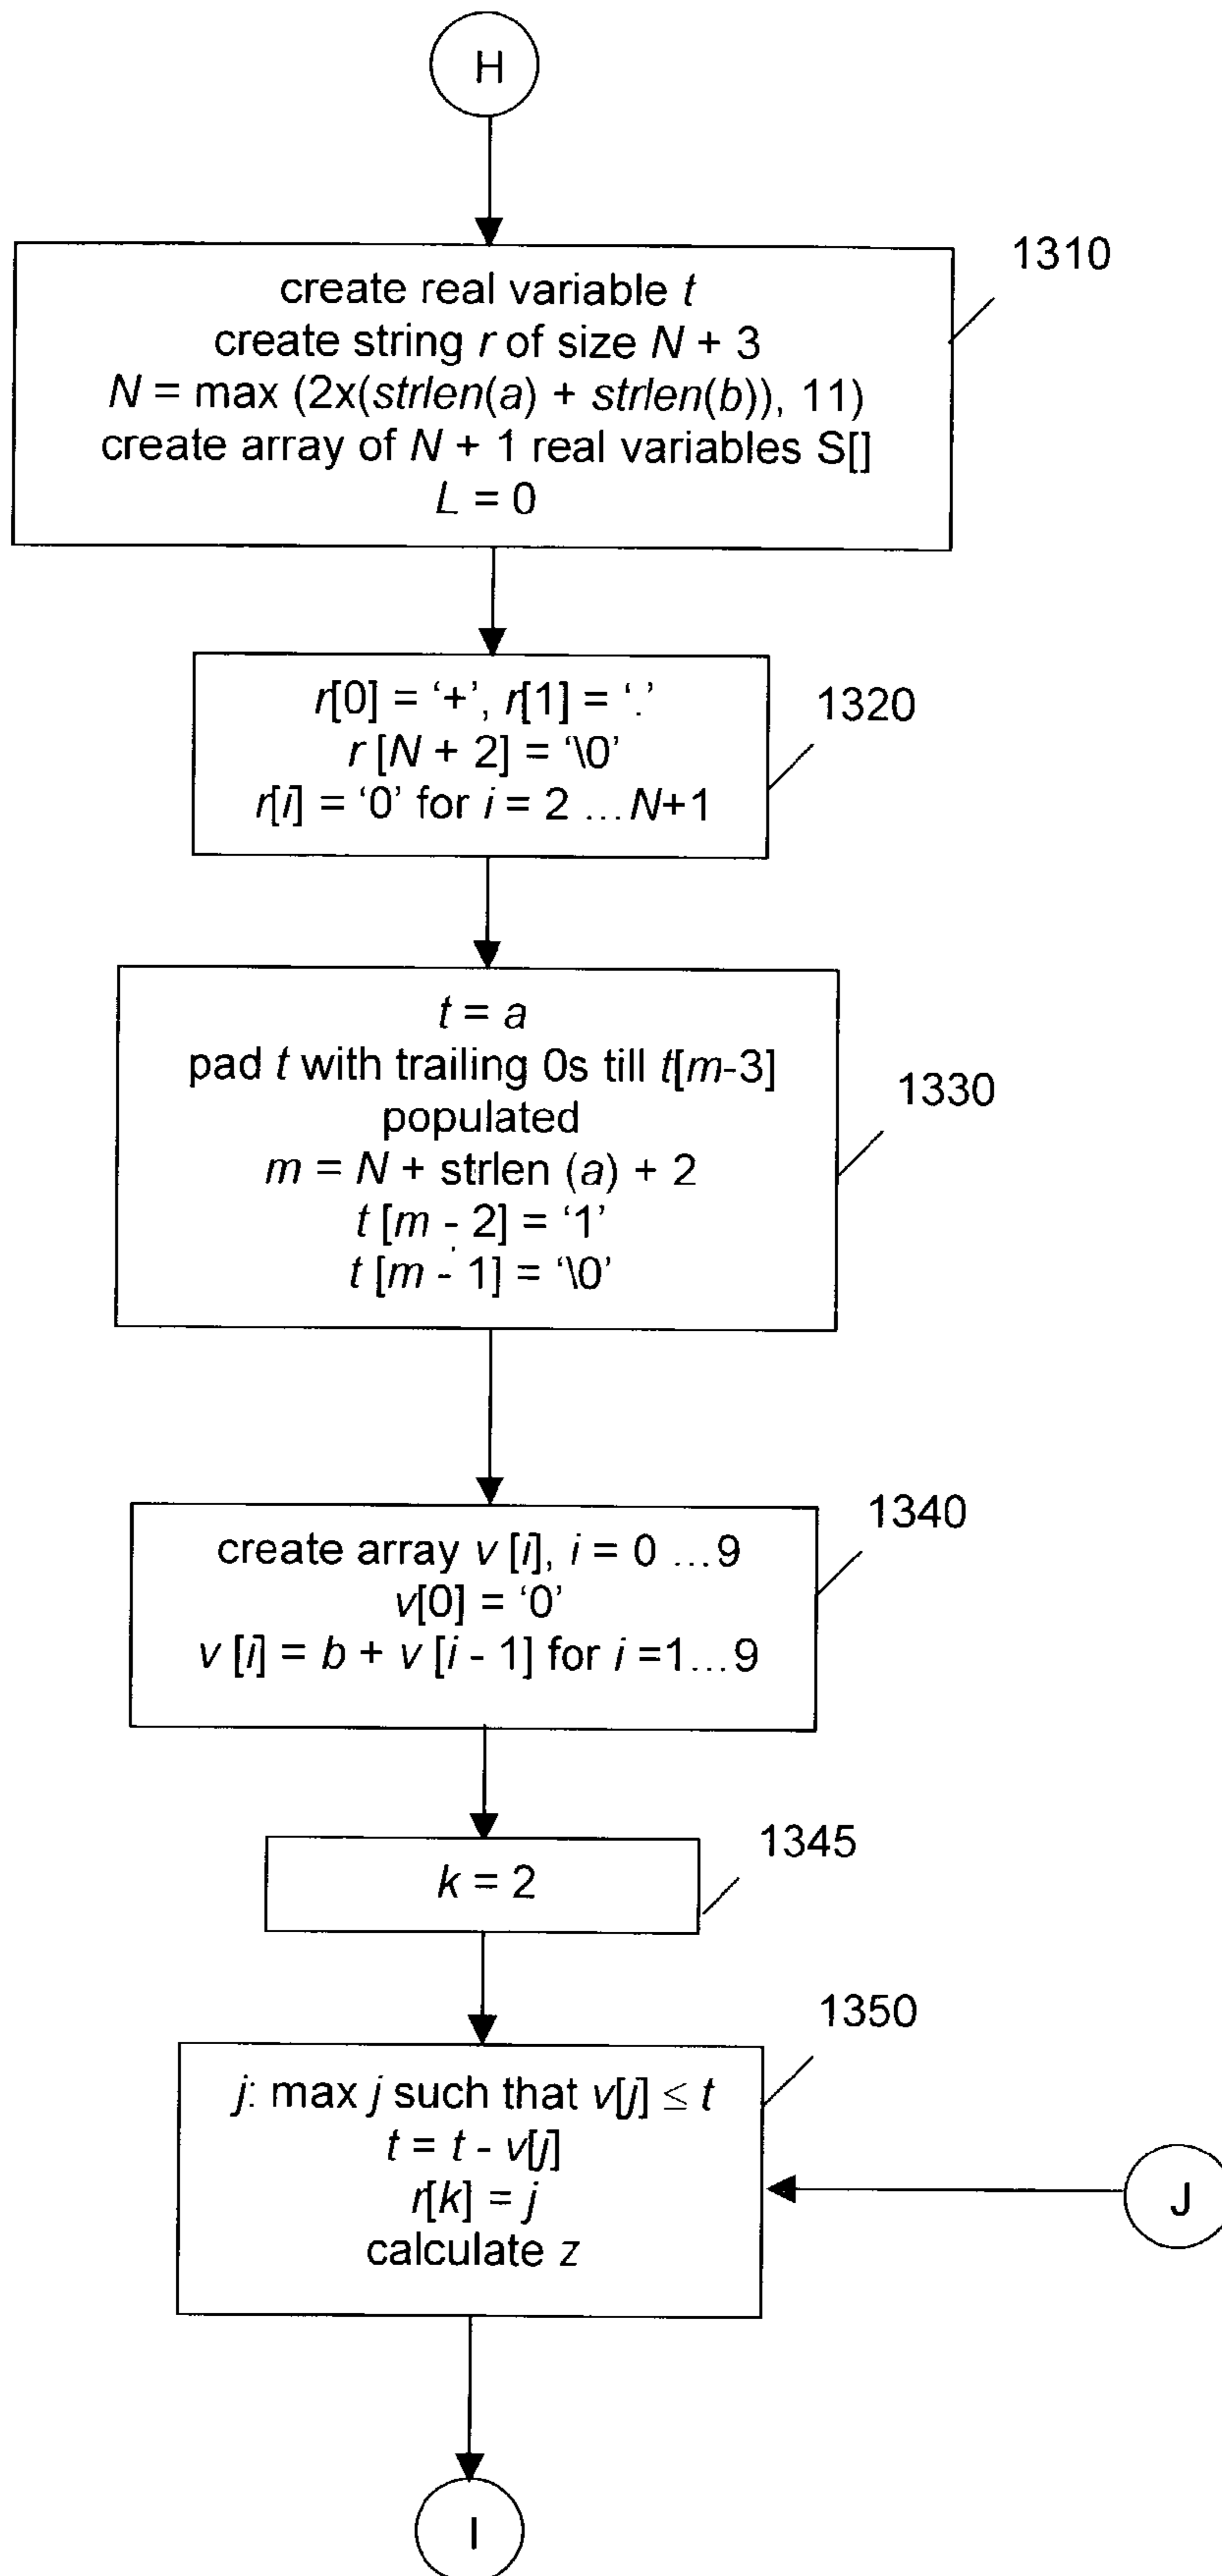 H
1310
create real variable t
create string r of size N + 3
N = max (2x(strlen(a) + strlen(b)), 11)
create array of N + 1 real variables S[]
L = 0
1320
r[0] = ‘+’, r[1] = ‘.’
r [N + 2] = ‘\0’
r[i] = ‘0’ for i = 2 ...N+1
1330
t = a
pad t with trailing 0s till t[m-3]
populated
m = N + strlen (a) + 2
t [m - 2] = ‘1’
t [m - 1] = ‘\0’
1340
create array v [i], i = 0 ...9
v[0] = ‘0’
v [i] = b + v [i - 1] for i =1...9
1345
k = 2
1350
j: max j such that v[j] ≤ t
t = t - v[j]
r[k] = j
calculate z
J
I